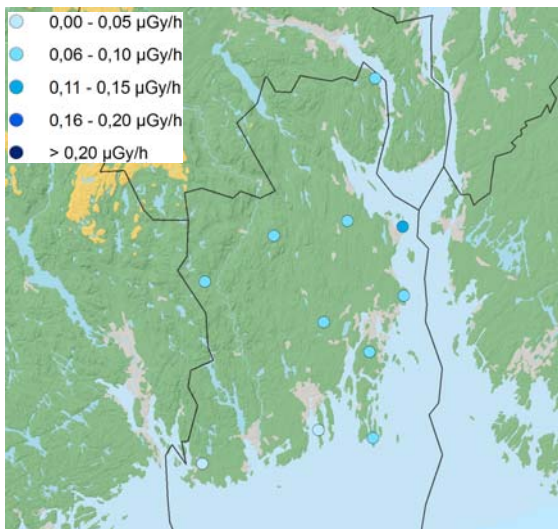 0,00 - 0,05 µGy/h
0,06 - 0,10 µGy/h
0,11 - 0,15 µGy/h
0,16 - 0,20 µGy/h
> 0,20 µGy/h